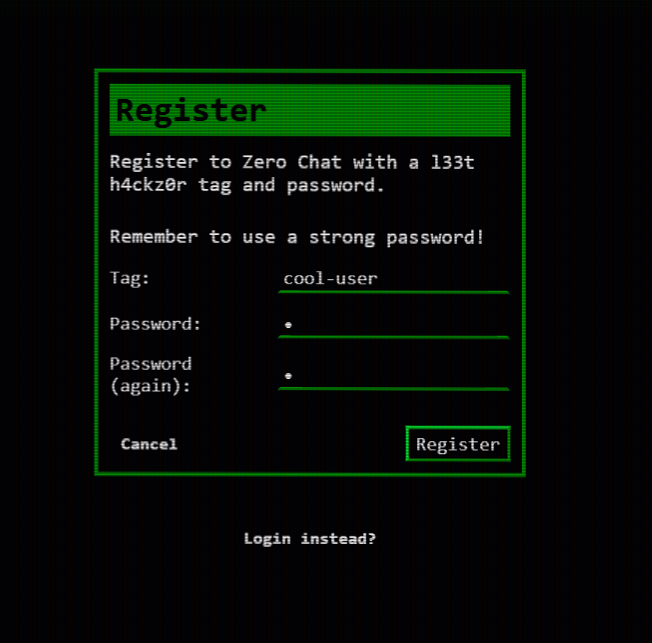 Register
Register to Zero Chat with a l33t
h4ckz0r tag and password.
Remember to use a strong password!
Tag: cool-user
Password: •
Password
(again): •
Cancel Register
Login instead?